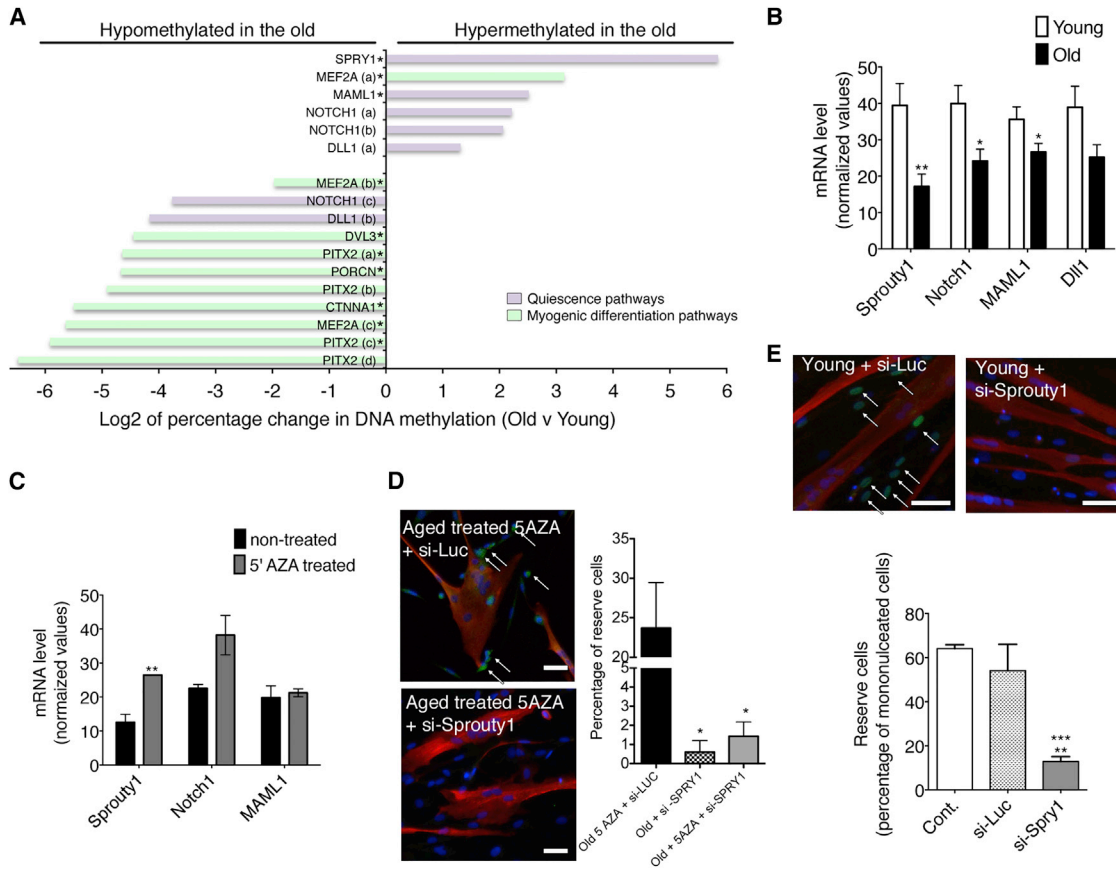 A
Hypomethylated in the old
Hypermethylated in the old
SPRY1*
MEF2A (a)*
MAML1*
NOTCH1 (a)
NOTCH1(b)
DLL1 (a)
MEF2A (b)*
NOTCH1 (c)
DLL1 (b)
DVL3*
PITX2 (a)*
PORCN*
PITX2 (b)
CTNNA1*
MEF2A (c)*
PITX2 (c)*
PITX2 (d)
Quiescence pathways
Myogenic differentiation pathways
-6 -5 -4 -3 -2 -1 0 1 2 3 4 5 6
Log2 of percentage change in DNA methylation (Old v Young)
B
Young
Old
mRNA level
(normalized values)
50
40
30
20
10
0
**
*
*
Sprouty1
Notch1
MAML1
Dll1
C
non-treated
5' AZA treated
mRNA level
(normaized values)
50
40
30
20
10
0
**
Sprouty1
Notch1
MAML1
D
Aged treated 5AZA
+ si-Luc
Aged treated 5AZA
+ si-Sprouty1
Percentage of reserve cells
35
30
25
20
5
4
3
2
1
0
*
*
Old 5 AZA + si-LUC
Old + si -SPRY1
Old + 5AZA + si-SPRY1
E
Young + si-Luc
Young +
si-Sprouty1
Reserve cells
(percentage of mononulceated cells)
80
60
40
20
0
***
**
Cont.
si-Luc
si-Spry1